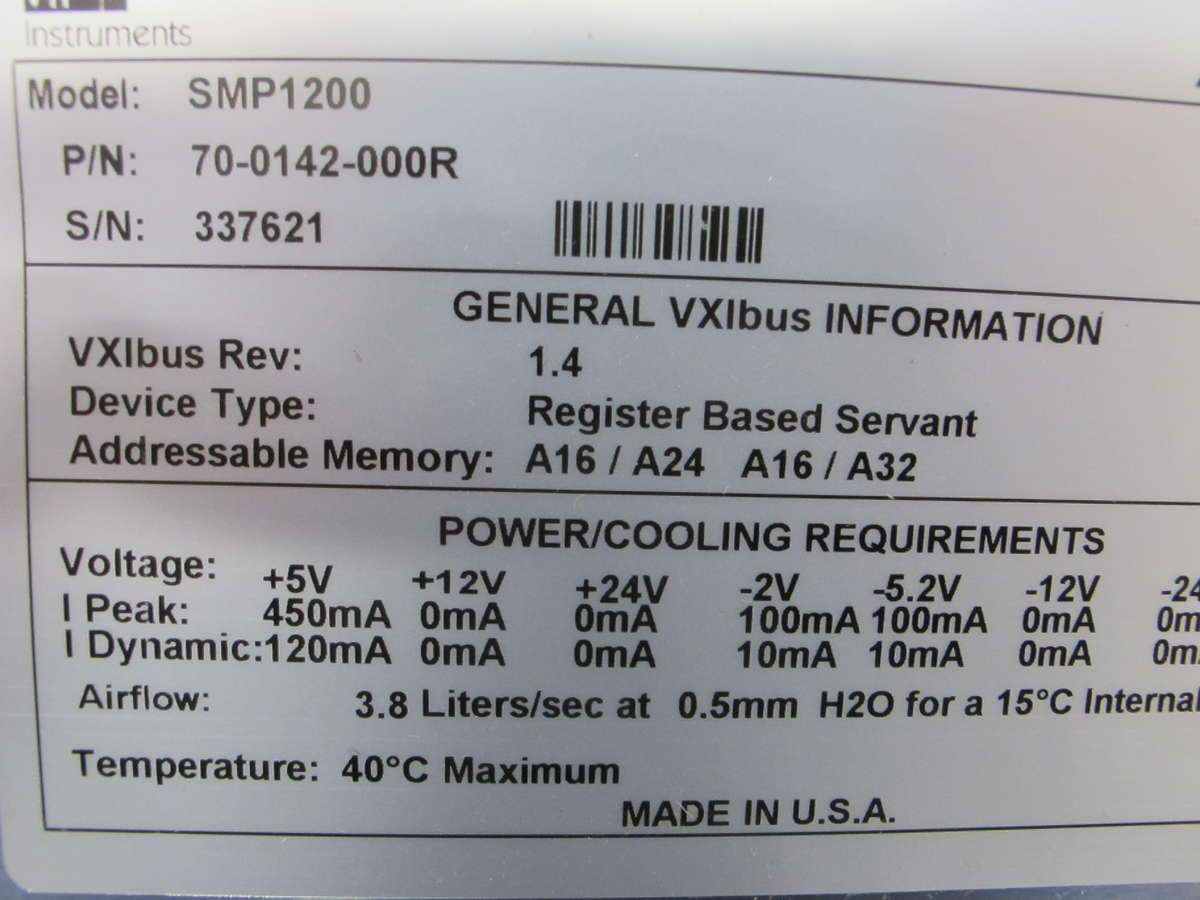 Instruments
Model: SMP1200
P/N: 70-0142-000R
S/N: 337621
GENERAL VXIbus INFORMATION
VXIbus Rev: 1.4
Device Type: Register Based Servant
Addressable Memory: A16 / A24 A16 / A32
POWER/COOLING REQUIREMENTS
Voltage: +5V +12V +24V -2V -5.2V -12V -24
I Peak: 450mA 0mA 0mA 100mA 100mA 0mA 0m
I Dynamic: 120mA 0mA 0mA 10mA 10mA 0mA 0m
Airflow: 3.8 Liters/sec at 0.5mm H2O for a 15°C Internal
Temperature: 40°C Maximum
MADE IN U.S.A.